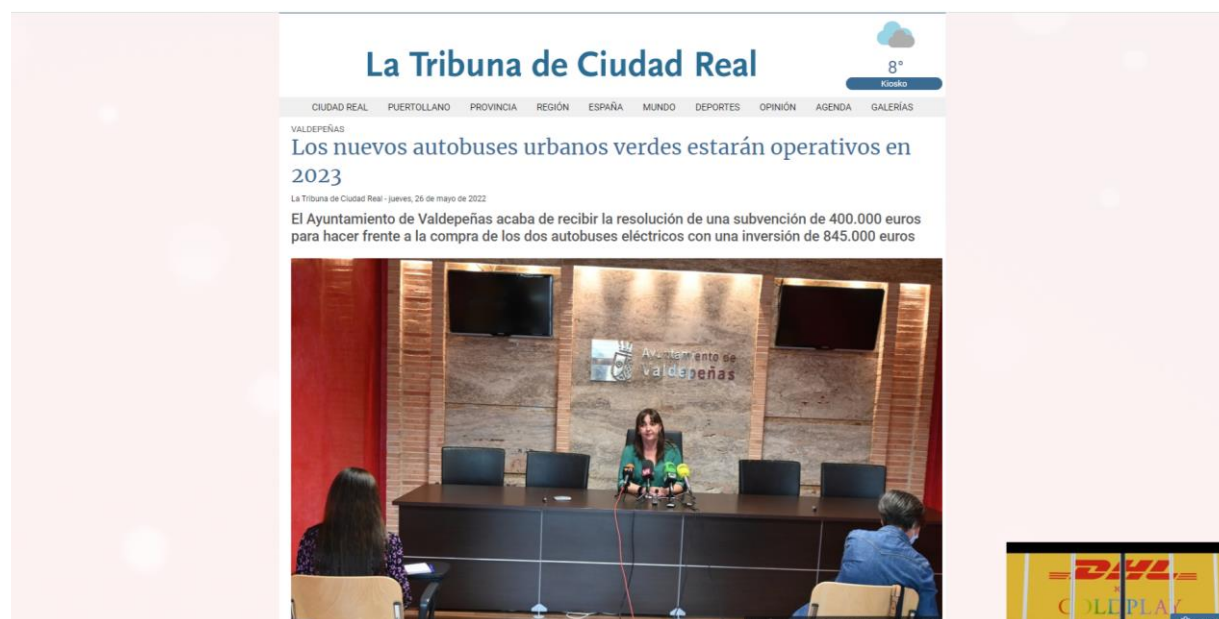 La Tribuna de Ciudad Real
8°
Kiosko
CIUDAD REAL PUERTOLLANO PROVINCIA REGIÓN ESPAÑA MUNDO DEPORTES OPINIÓN AGENDA GALERÍAS
VALDEPEÑAS
Los nuevos autobuses urbanos verdes estarán operativos en
2023
La Tribuna de Ciudad Real - jueves, 26 de mayo de 2022
El Ayuntamiento de Valdepeñas acaba de recibir la resolución de una subvención de 400.000 euros
para hacer frente a la compra de los dos autobuses eléctricos con una inversión de 845.000 euros
Ayuntamiento de
Valdepeñas
DHL
×
COLDPLAY